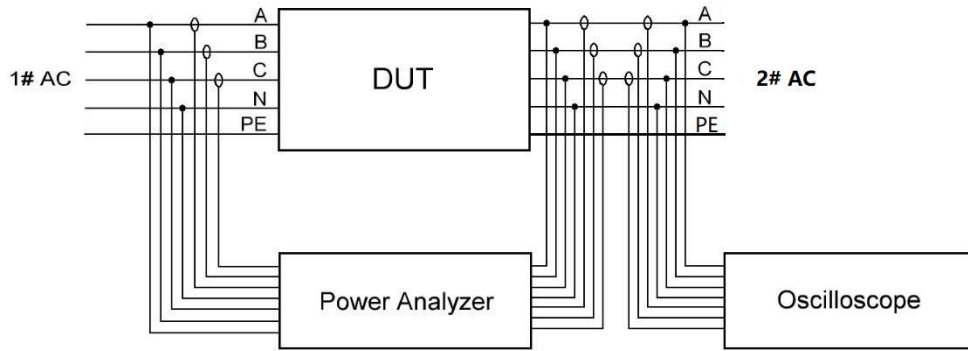 A
B
1# AC
C
N
PE
DUT
A
B
C
2# AC
N
PE
Power Analyzer
Oscilloscope